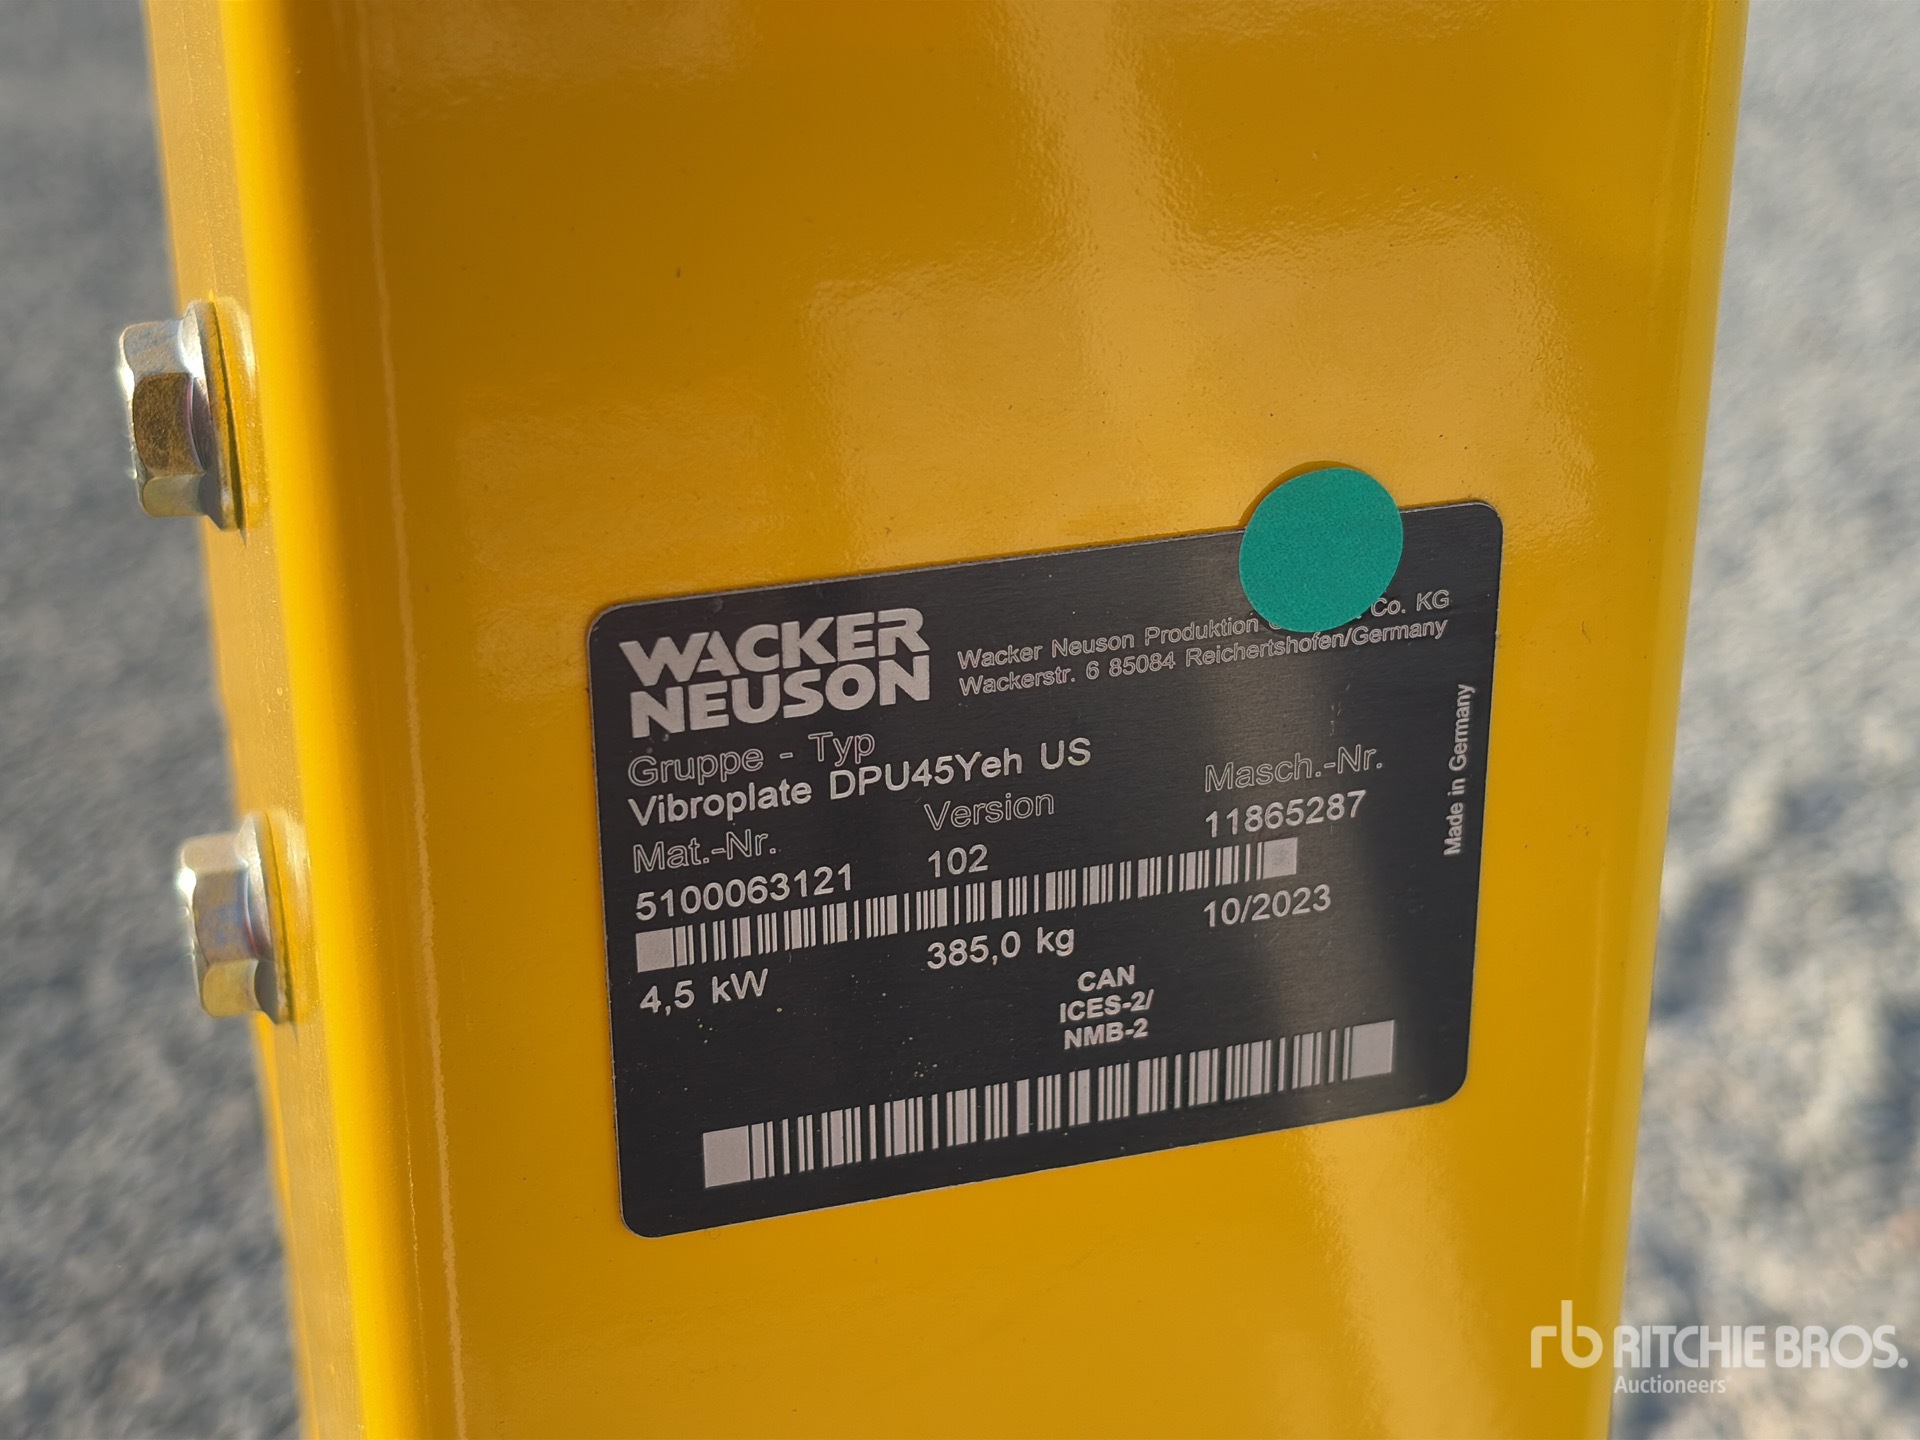 WACKER
NEUSON
Wacker Neuson Produktion Co. KG
Wackerstr. 6 85084 Reichertshofen/Germany
Gruppe - Typ
Vibroplate DPU45Yeh US
Mat.-Nr. Version Masch.-Nr.
5100063121 102 11865287
4,5 kW 385,0 kg 10/2023
CAN
ICES-2/
NMB-2
Made in Germany
rb RITCHIE BROS.
Auctioneers